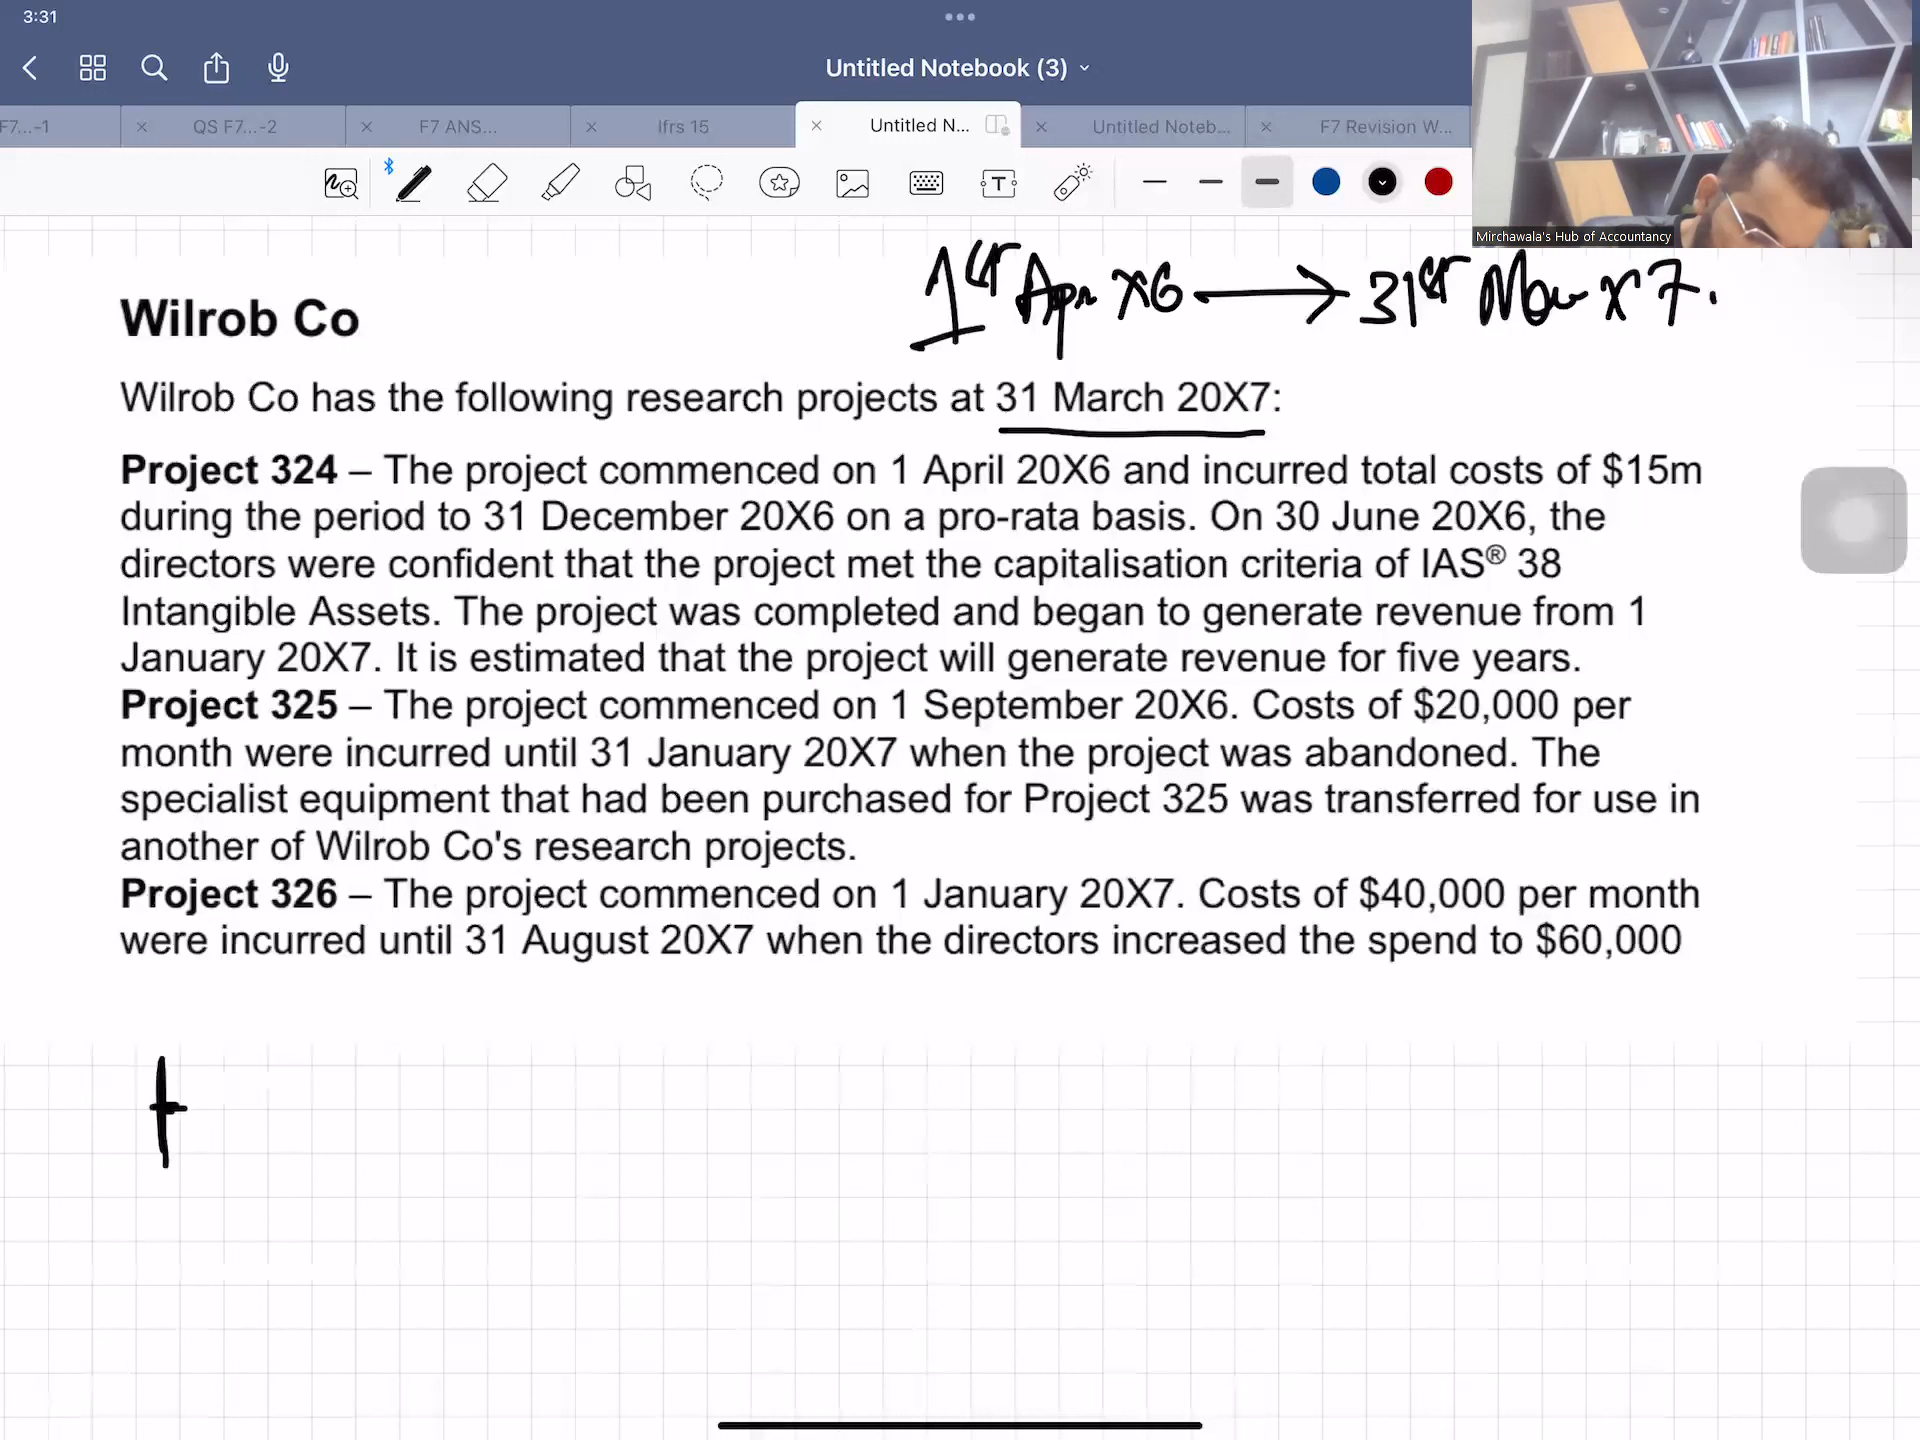 3:31
Untitled Notebook (3)
F7...-1
QS F7...-2
F7 ANS...
Ifrs 15
Untitled N...
Untitled Noteb...
F7 Revision W...
T
Mirchawala's Hub of Accountancy
1st Apr X6 → 31st Mar X7.
Wilrob Co
Wilrob Co has the following research projects at 31 March 20X7:
Project 324 – The project commenced on 1 April 20X6 and incurred total costs of $15m
during the period to 31 December 20X6 on a pro-rata basis. On 30 June 20X6, the
directors were confident that the project met the capitalisation criteria of IAS® 38
Intangible Assets. The project was completed and began to generate revenue from 1
January 20X7. It is estimated that the project will generate revenue for five years.
Project 325 – The project commenced on 1 September 20X6. Costs of $20,000 per
month were incurred until 31 January 20X7 when the project was abandoned. The
specialist equipment that had been purchased for Project 325 was transferred for use in
another of Wilrob Co's research projects.
Project 326 – The project commenced on 1 January 20X7. Costs of $40,000 per month
were incurred until 31 August 20X7 when the directors increased the spend to $60,000